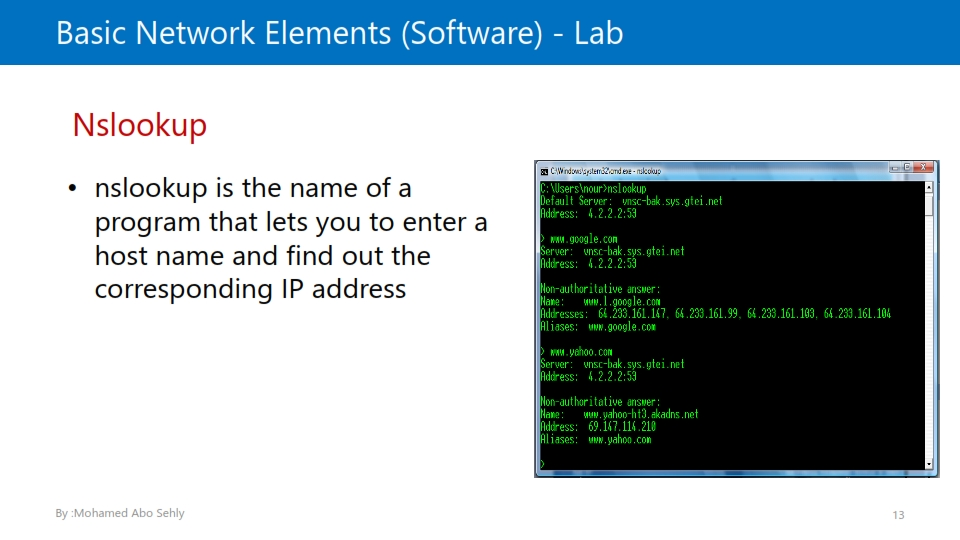 Basic Network Elements (Software) - Lab
Nslookup
• nslookup is the name of a
program that lets you to enter a
host name and find out the
corresponding IP address
C:\Windows\system32\cmd.exe - nslookup
C:\Users\nour>nslookup
Default Server: vnsc-bak.sys.gtei.net
Address: 4.2.2.2:53
> www.google.com
Server: vnsc-bak.sys.gtei.net
Address: 4.2.2.2:53
Non-authoritative answer:
Name: www.l.google.com
Addresses: 64.233.161.147, 64.233.161.99, 64.233.161.103, 64.233.161.104
Aliases: www.google.com
> www.yahoo.com
Server: vnsc-bak.sys.gtei.net
Address: 4.2.2.2:53
Non-authoritative answer:
Name: www.yahoo-ht3.akadns.net
Address: 69.147.114.210
Aliases: www.yahoo.com
>
By :Mohamed Abo Sehly
13